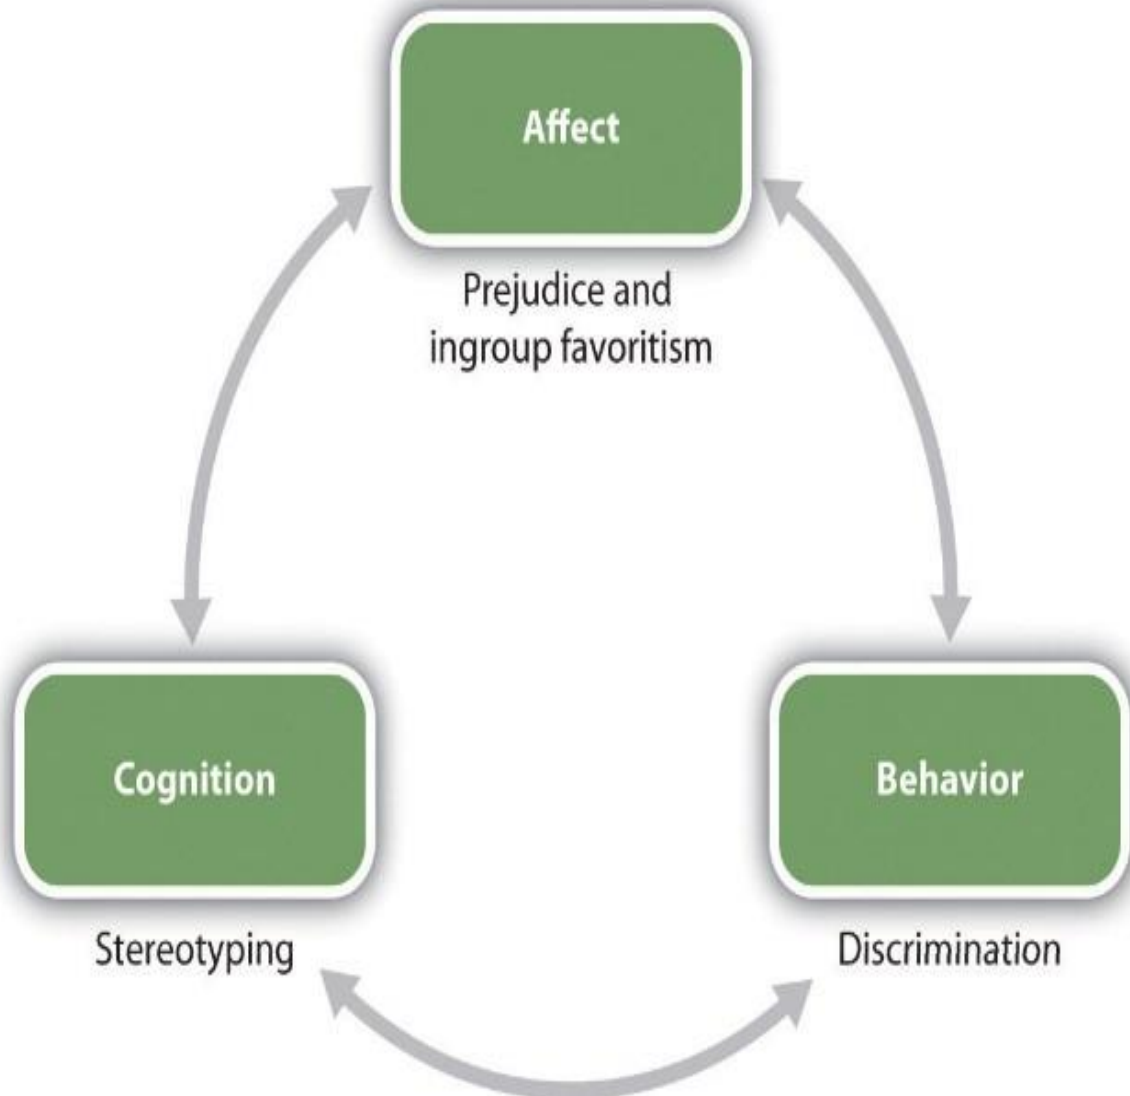 Affect
Prejudice and
ingroup favoritism
Cognition
Behavior
Stereotyping
Discrimination